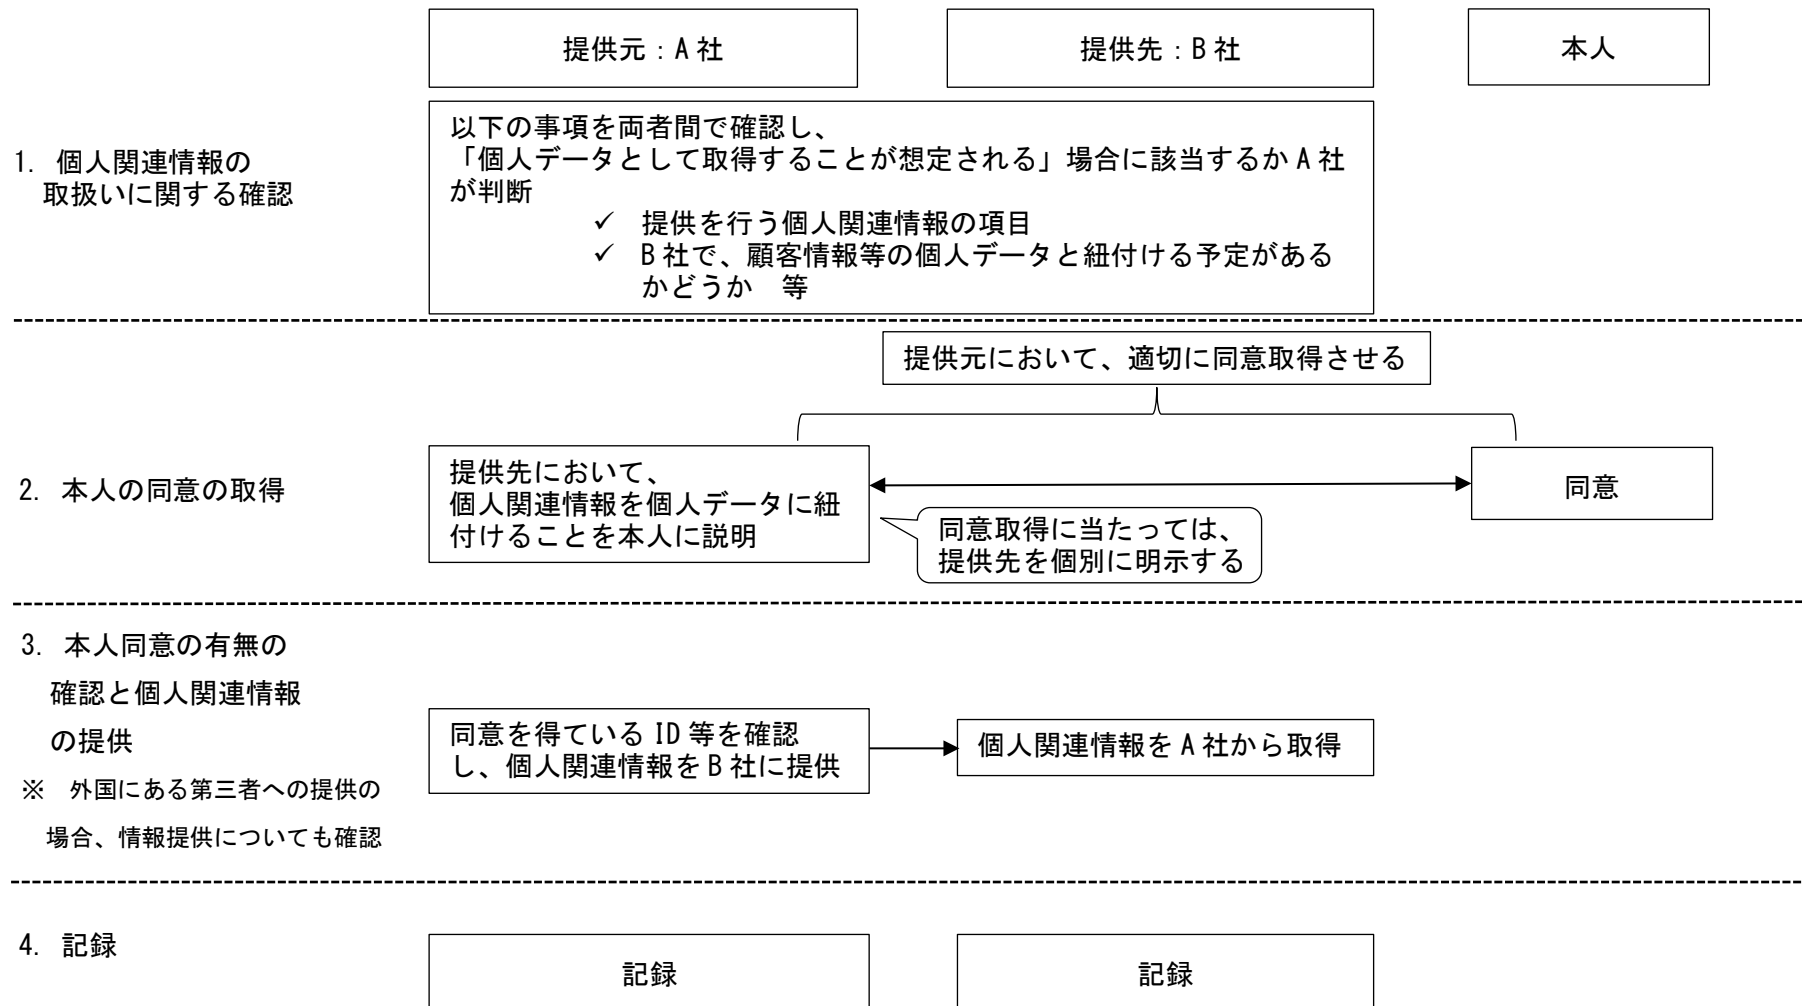 提供元：A社
提供先：B社
本人
1. 個人関連情報の
取扱いに関する確認
以下の事項を両者間で確認し、
「個人データとして取得することが想定される」場合に該当するかA社
が判断
✓ 提供を行う個人関連情報の項目
✓ B社で、顧客情報等の個人データと紐付ける予定がある
かどうか　等
提供元において、適切に同意取得させる
2. 本人の同意の取得
提供先において、
個人関連情報を個人データに紐
付けることを本人に説明
同意
同意取得に当たっては、
提供先を個別に明示する
3. 本人同意の有無の
確認と個人関連情報
の提供
※　外国にある第三者への提供の
場合、情報提供についても確認
同意を得ているID等を確認
し、個人関連情報をB社に提供
個人関連情報をA社から取得
4. 記録
記録
記録